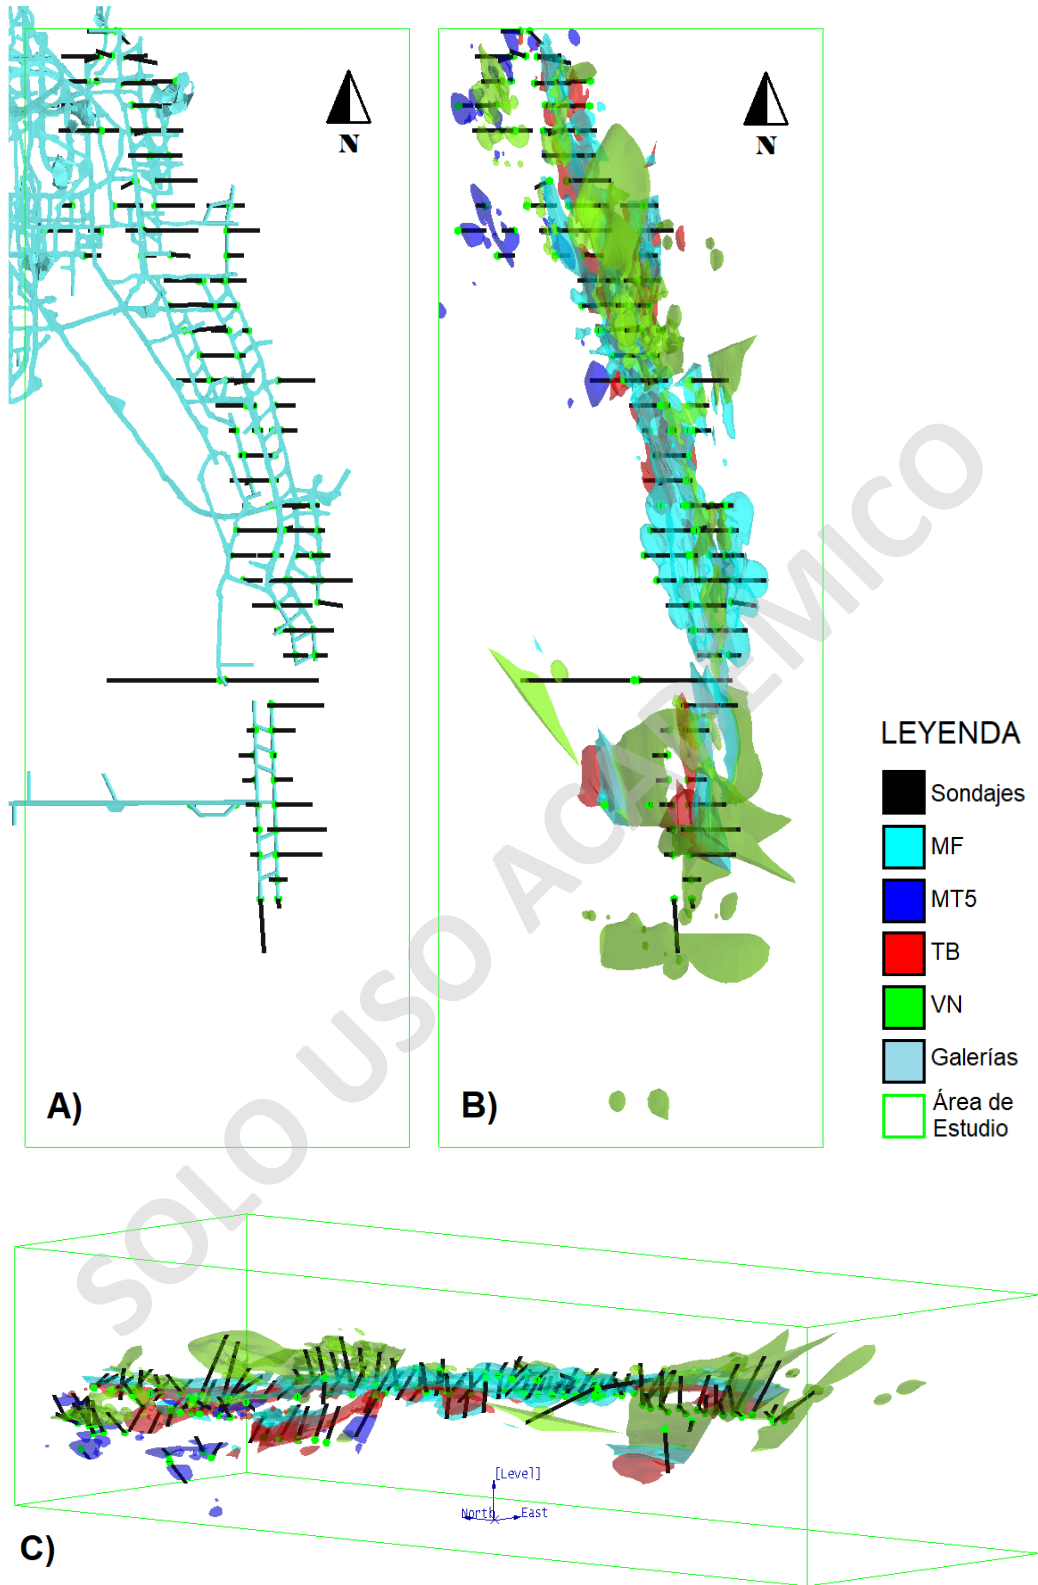 N
N
LEYENDA
Sondajes
MF
MT5
TB
VN
Galerías
Área de
Estudio
A)
B)
SOLO USO ACADEMICO
[Level]
North
East
C)